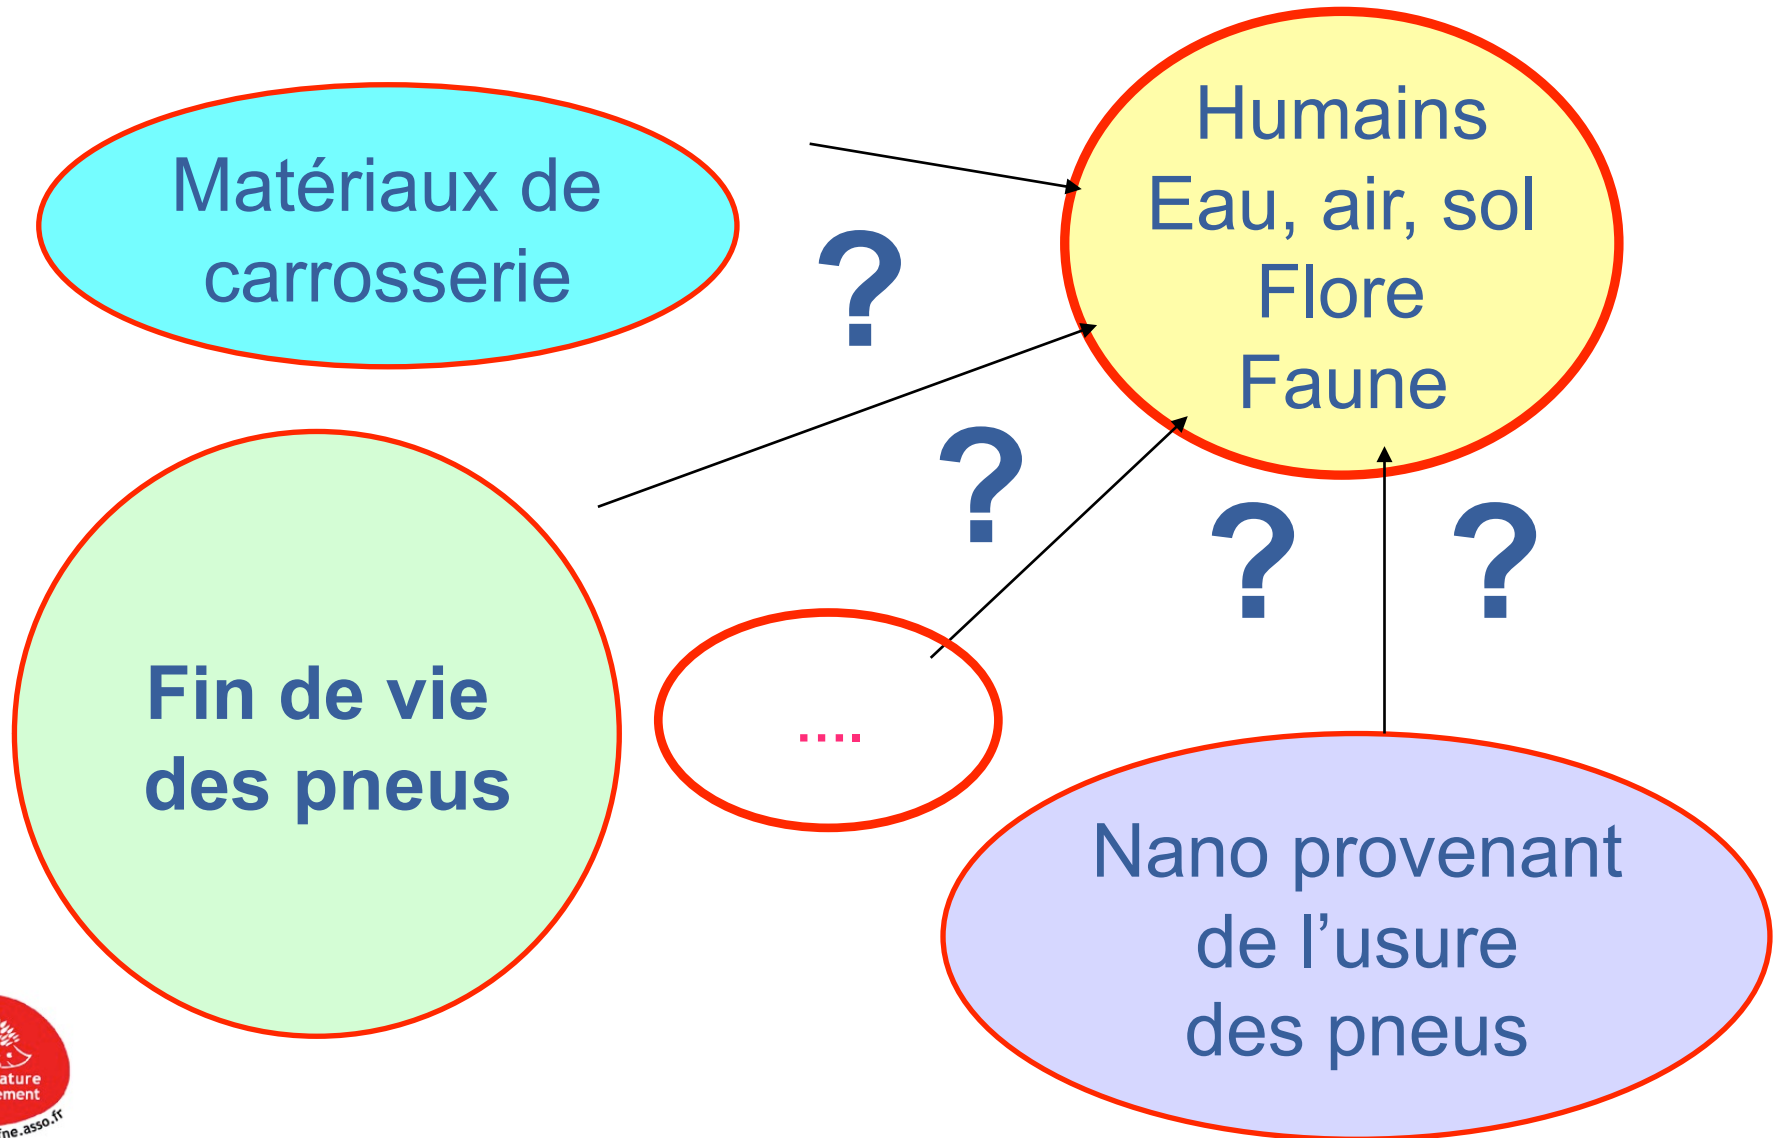 Matériaux de
carrosserie
Humains
Eau, air, sol
Flore
Faune
?
?
?
?
Fin de vie
des pneus
....
Nano provenant
de l’usure
des pneus